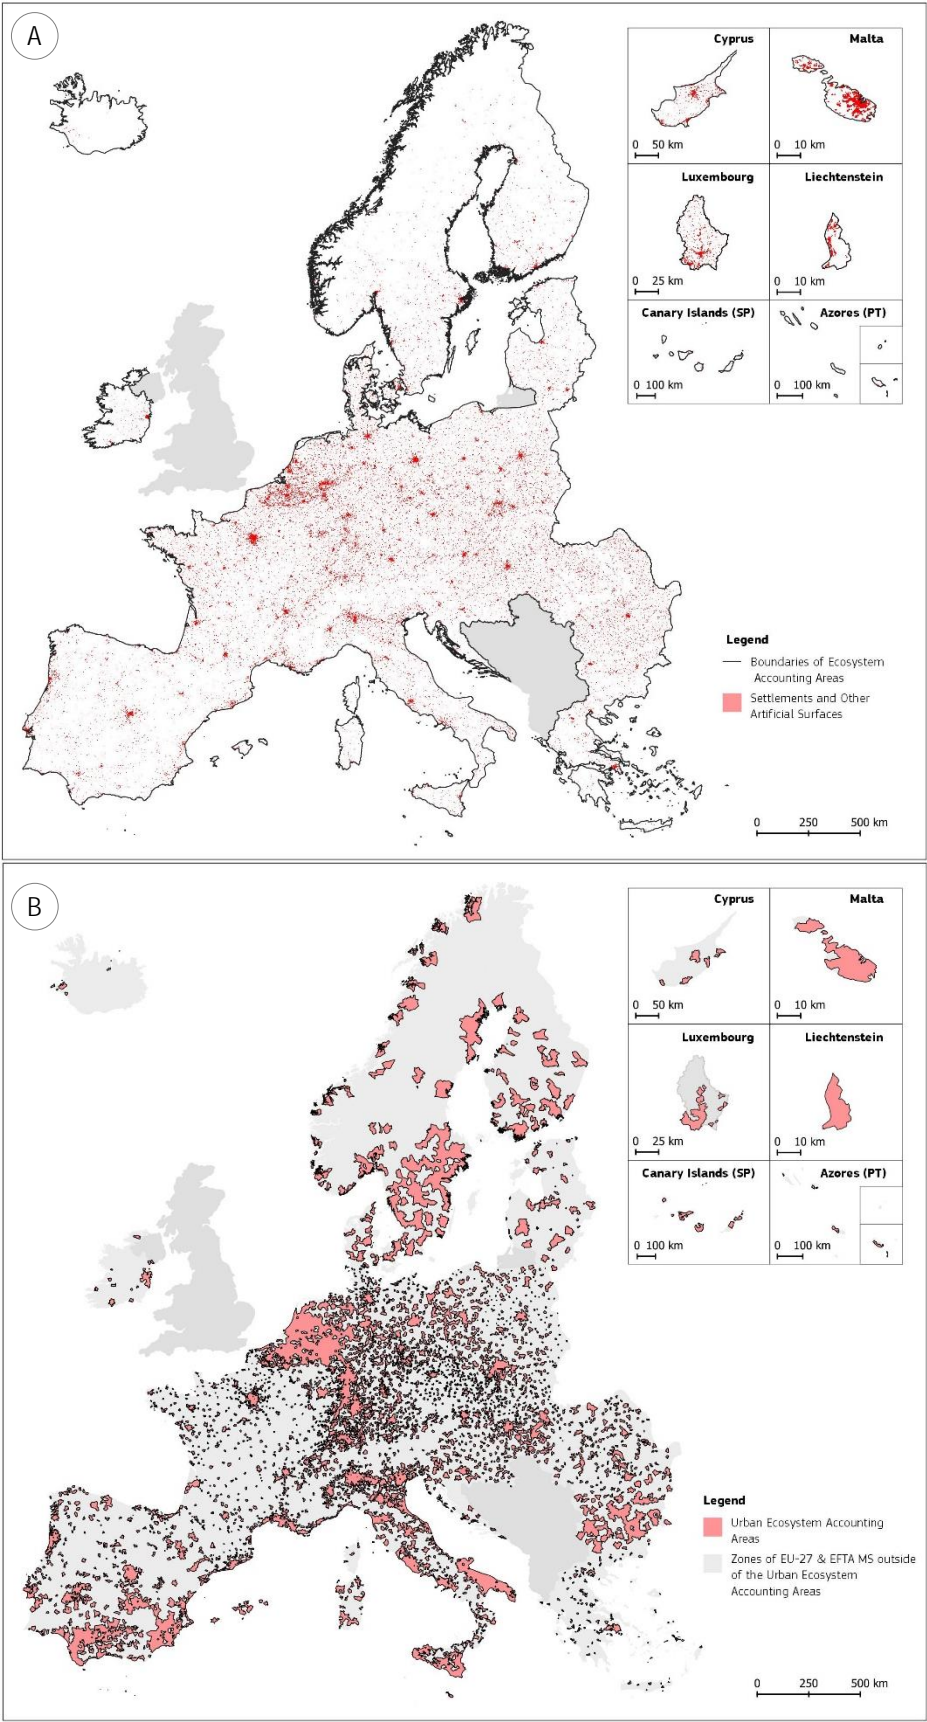 A
Cyprus
Malta
0 50 km
0 10 km
Luxembourg
Liechtenstein
0 25 km
0 10 km
Canary Islands (SP)
Azores (PT)
0 100 km
0 100 km
Legend
Boundaries of Ecosystem
Accounting Areas
Settlements and Other
Artificial Surfaces
0 250 500 km
B
Cyprus
Malta
0 50 km
0 10 km
Luxembourg
Liechtenstein
0 25 km
0 10 km
Canary Islands (SP)
Azores (PT)
0 100 km
0 100 km
Legend
Urban Ecosystem Accounting
Areas
Zones of EU-27 & EFTA MS outside
of the Urban Ecosystem
Accounting Areas
0 250 500 km